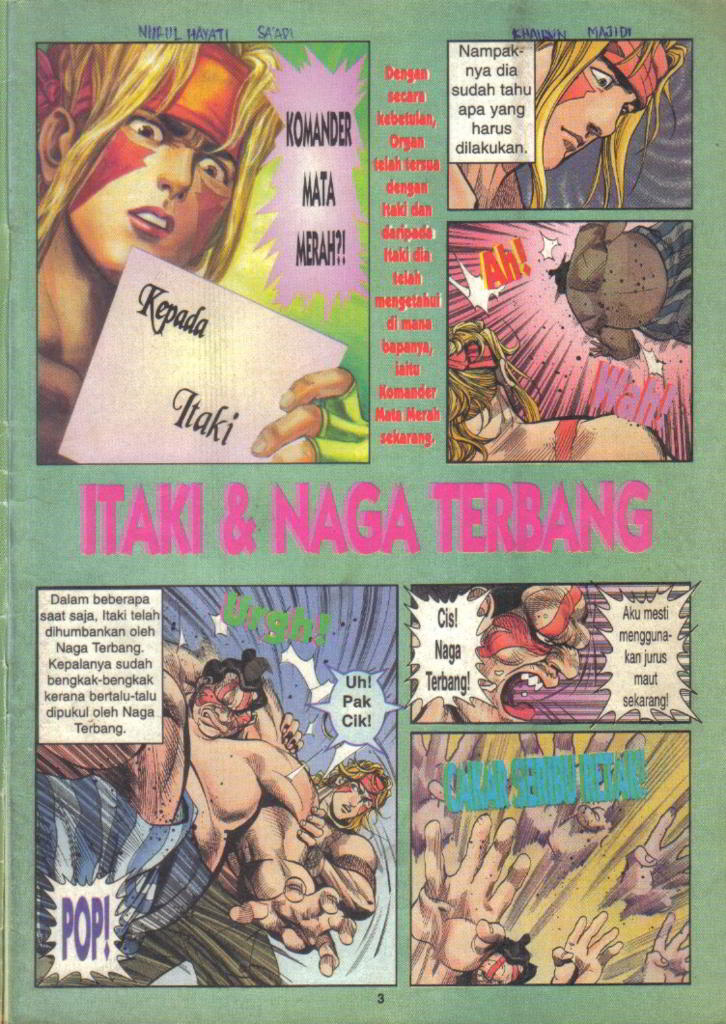 NURUL HAYATI SA'ADI
KHAIRUN MAJIDI
KOMANDER
MATA
MERAH?!
Kepada
Itaki
Dengan
secara
kebetulan,
Organ
telah tersua
dengan
Itaki dan
daripada
Itaki dia
telah
mengetahui
di mana
bapanya,
iaitu
Komander
Mata Merah
sekarang.
Nampak-
nya dia
sudah tahu
apa yang
harus
dilakukan.
Ah!
Wah!
ITAKI & NAGA TERBANG
Dalam beberapa
saat saja, Itaki telah
dihumbankan oleh
Naga Terbang.
Kepalanya sudah
bengkak-bengkak
kerana bertalu-talu
dipukul oleh Naga
Terbang.
Urgh!
Uh!
Pak
Cik!
POP!
Cis!
Naga
Terbang!
Aku mesti
mengguna-
kan jurus
maut
sekarang!
CAKAR SERIBU RETAK!
3